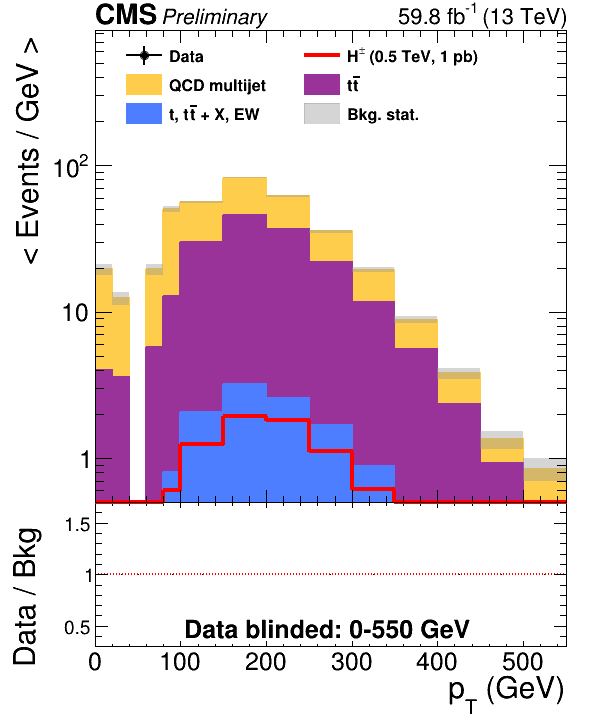 CMS Preliminary 59.8 fb⁻¹ (13 TeV)
< Events / GeV >
Data
H± (0.5 TeV, 1 pb)
QCD multijet
tt̄
t, tt̄ + X, EW
Bkg. stat.
10²
10
1
Data / Bkg
1.5
1
0.5
Data blinded: 0-550 GeV
0 100 200 300 400 500
p_T (GeV)